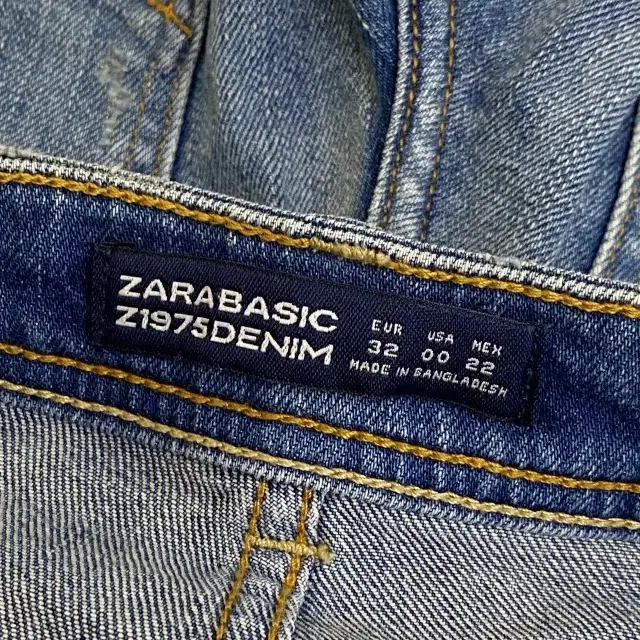 ZARABASIC
Z1975DENIM
EUR USA MEX
32 00 22
MADE IN BANGLADESH